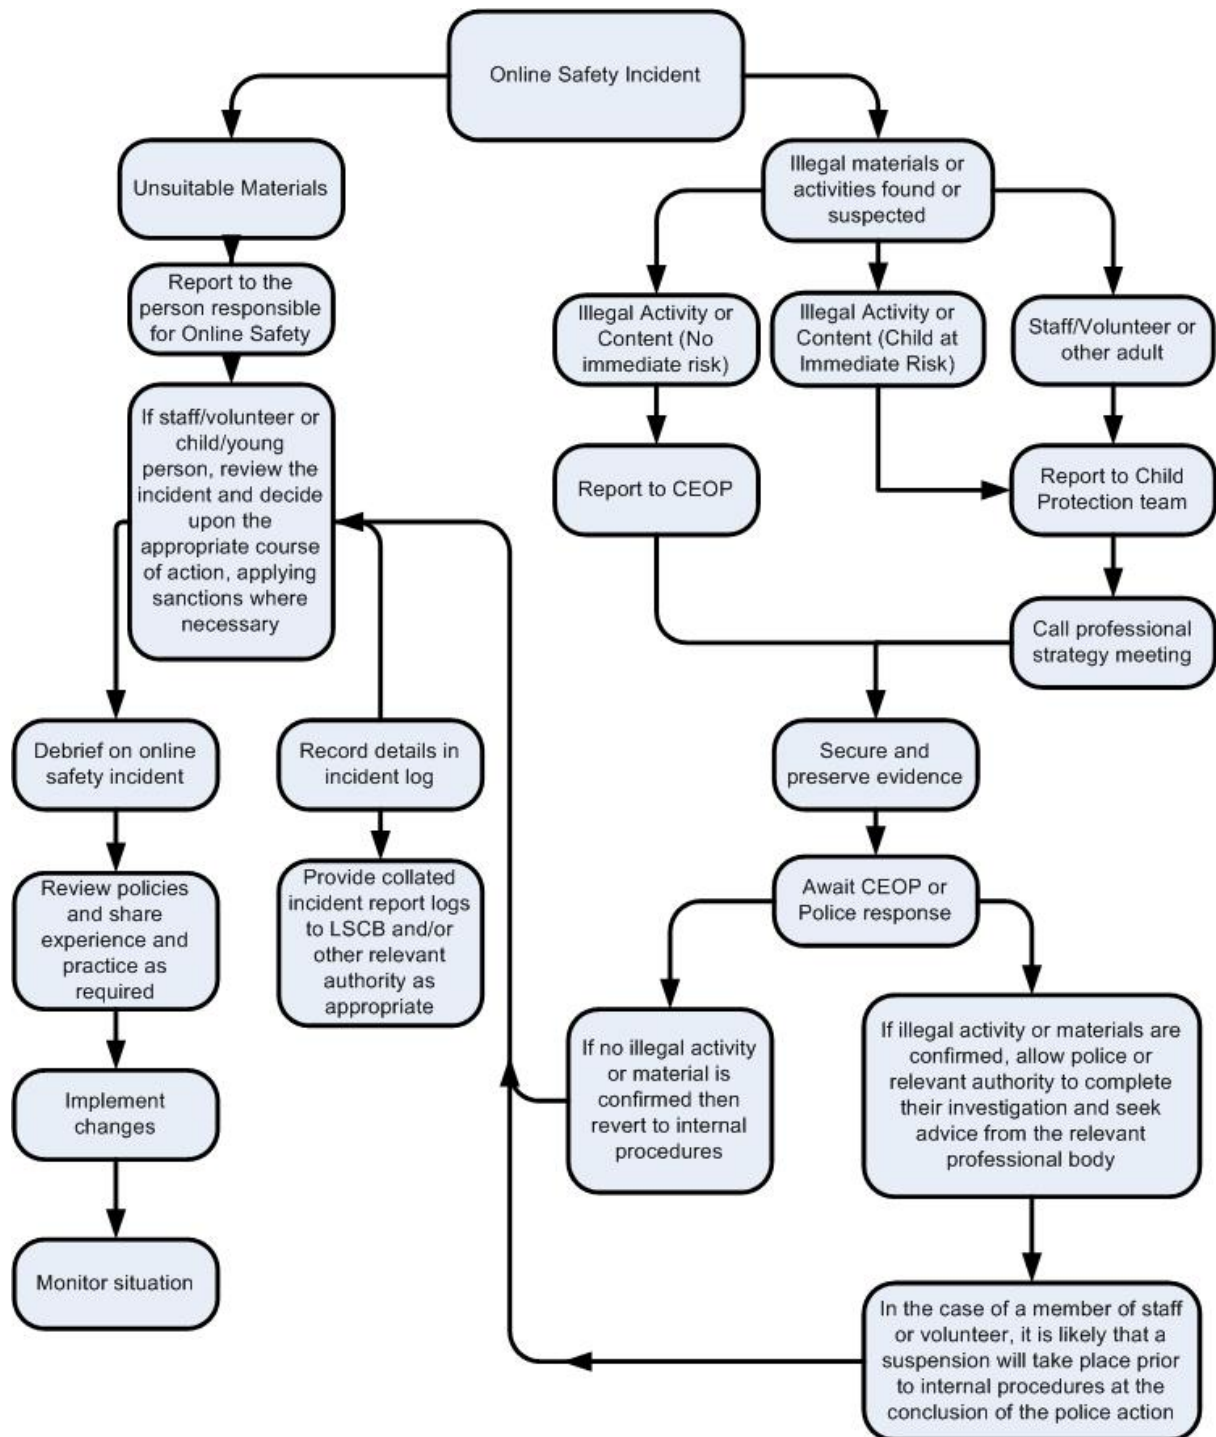 Online Safety Incident
Unsuitable Materials
Illegal materials or
activities found or
suspected
Report to the
person responsible
for Online Safety
Illegal Activity or
Content (No
immediate risk)
Illegal Activity or
Content (Child at
Immediate Risk)
Staff/Volunteer or
other adult
If staff/volunteer or
child/young
person, review the
incident and decide
upon the
appropriate course
of action, applying
sanctions where
necessary
Report to CEOP
Report to Child
Protection team
Call professional
strategy meeting
Debrief on online
safety incident
Record details in
incident log
Secure and
preserve evidence
Review policies
and share
experience and
practice as
required
Provide collated
incident report logs
to LSCB and/or
other relevant
authority as
appropriate
Await CEOP or
Police response
If no illegal activity
or material is
confirmed then
revert to internal
procedures
If illegal activity or materials are
confirmed, allow police or
relevant authority to complete
their investigation and seek
advice from the relevant
professional body
Implement
changes
Monitor situation
In the case of a member of staff
or volunteer, it is likely that a
suspension will take place prior
to internal procedures at the
conclusion of the police action